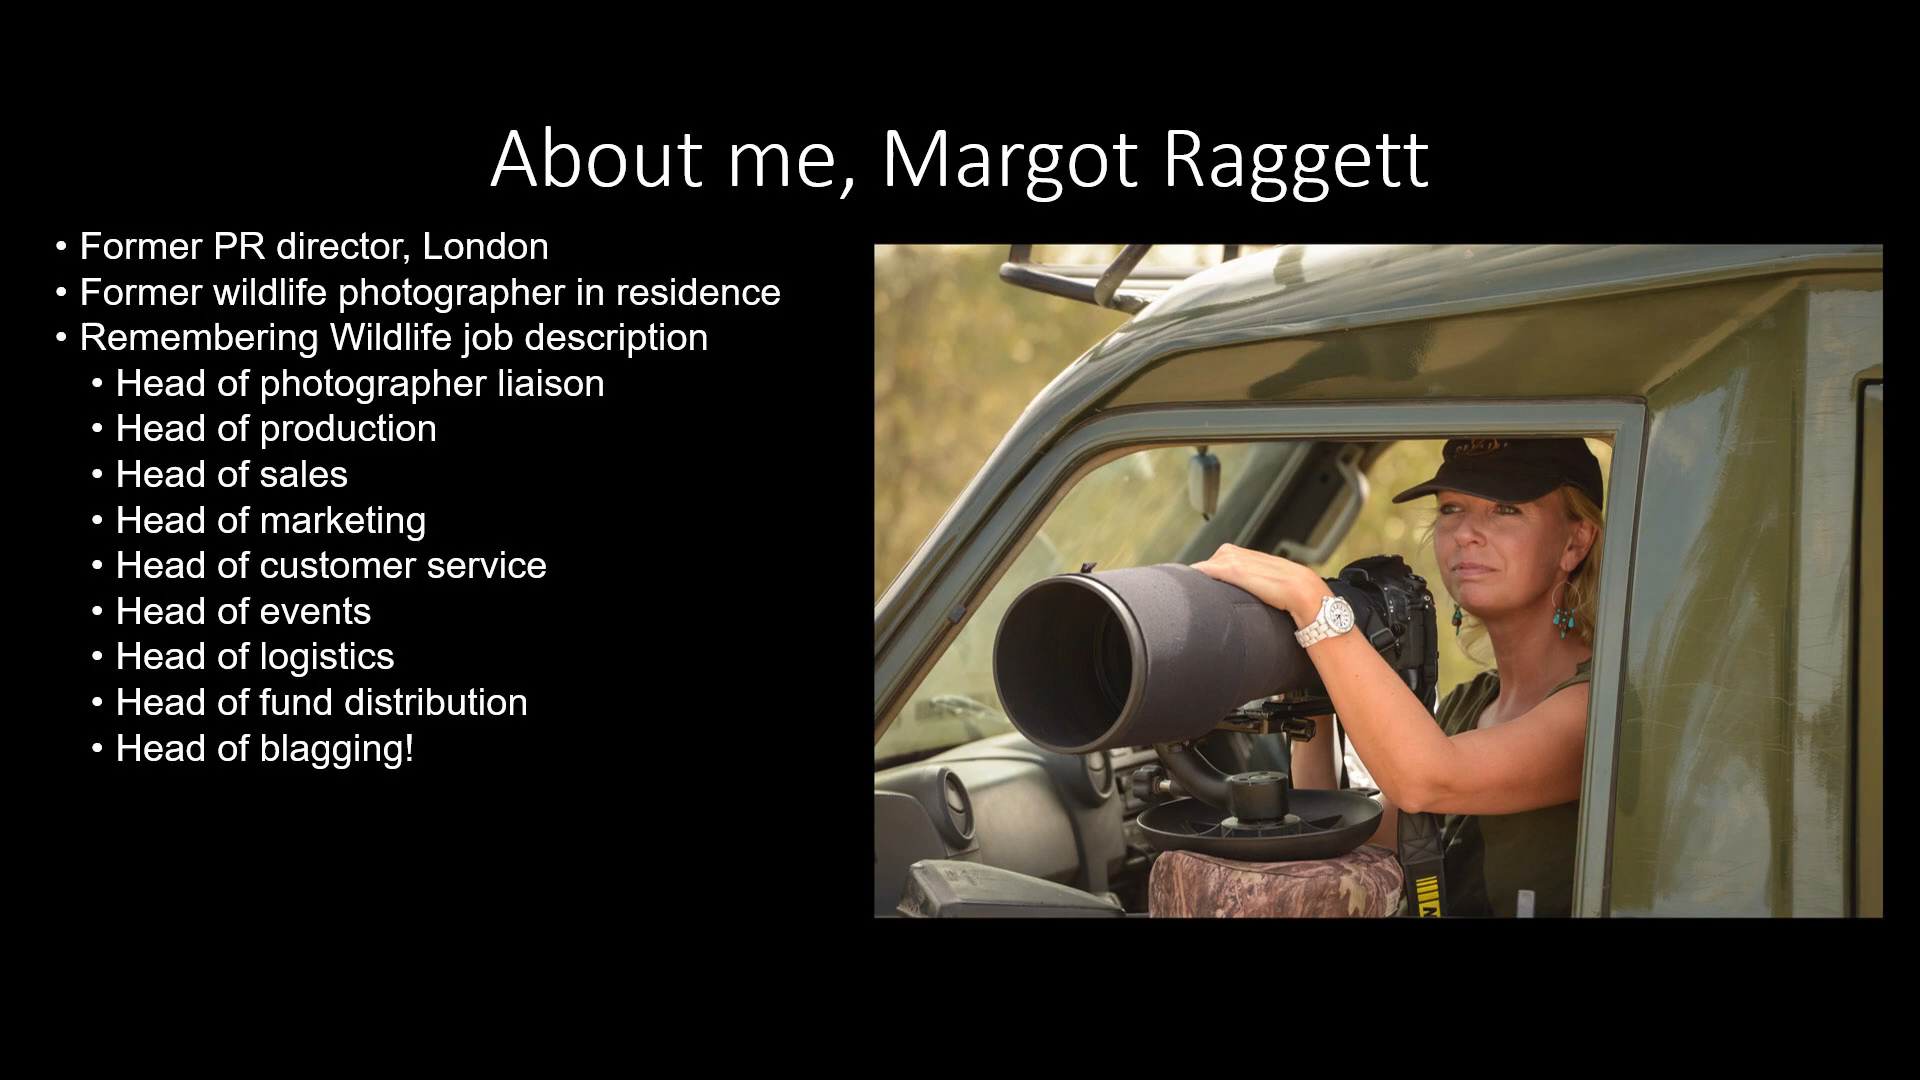 About me, Margot Raggett
• Former PR director, London
• Former wildlife photographer in residence
• Remembering Wildlife job description
• Head of photographer liaison
• Head of production
• Head of sales
• Head of marketing
• Head of customer service
• Head of events
• Head of logistics
• Head of fund distribution
• Head of blagging!